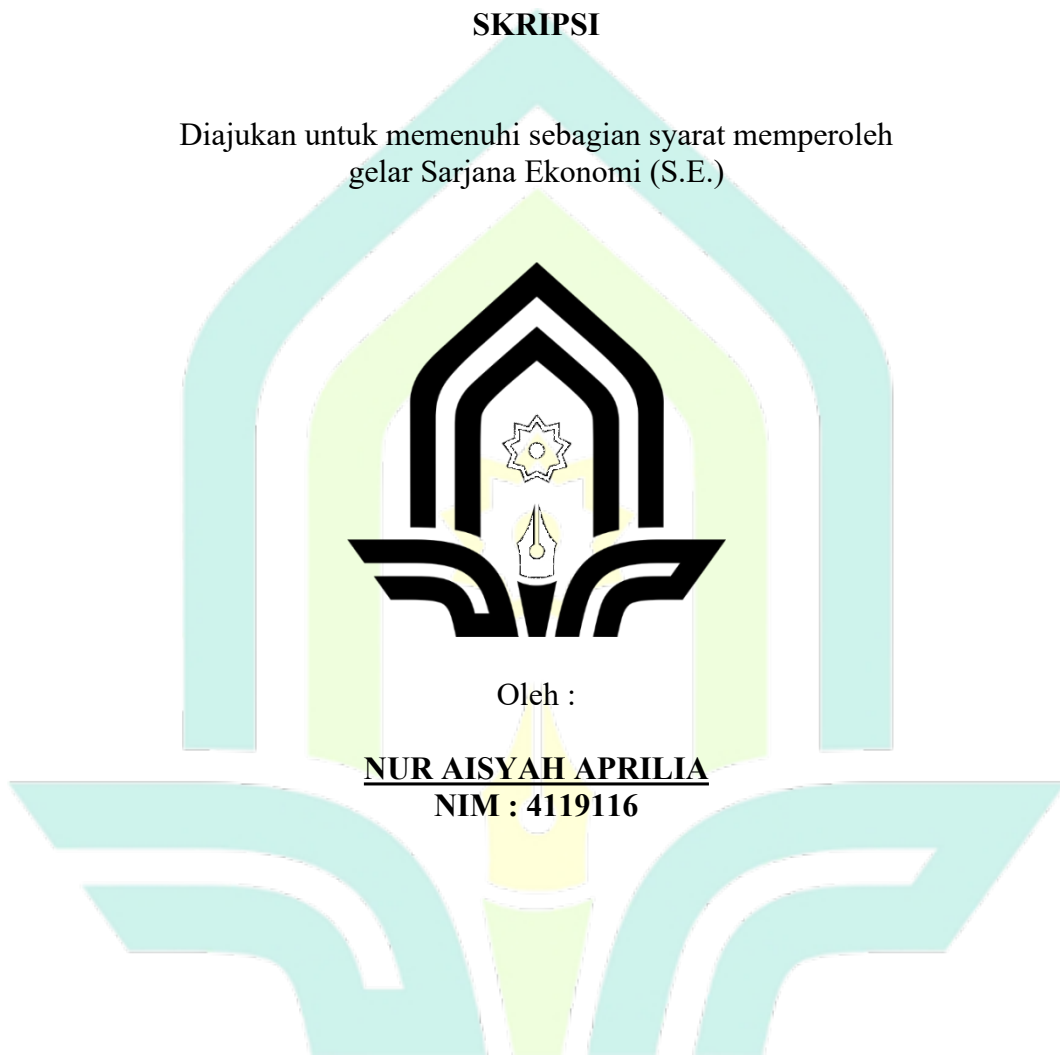 SKRIPSI
Diajukan untuk memenuhi sebagian syarat memperoleh
gelar Sarjana Ekonomi (S.E.)
Oleh :
NUR AISYAH APRILIA
NIM : 4119116